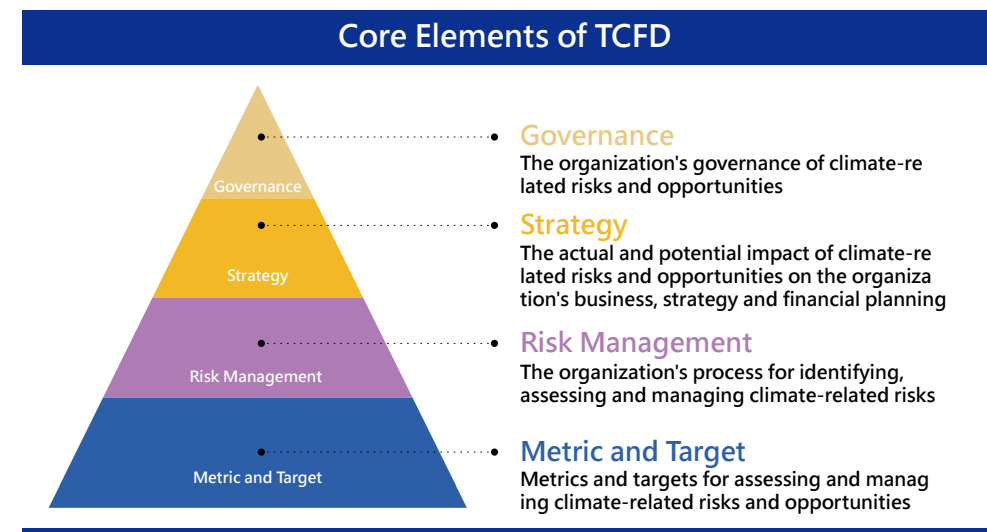 Core Elements of TCFD
Governance
Governance
The organization's governance of climate-re
lated risks and opportunities
Strategy
Strategy
The actual and potential impact of climate-re
lated risks and opportunities on the organiza
tion's business, strategy and financial planning
Risk Management
Risk Management
The organization's process for identifying,
assessing and managing climate-related risks
Metric and Target
Metric and Target
Metrics and targets for assessing and manag
ing climate-related risks and opportunities